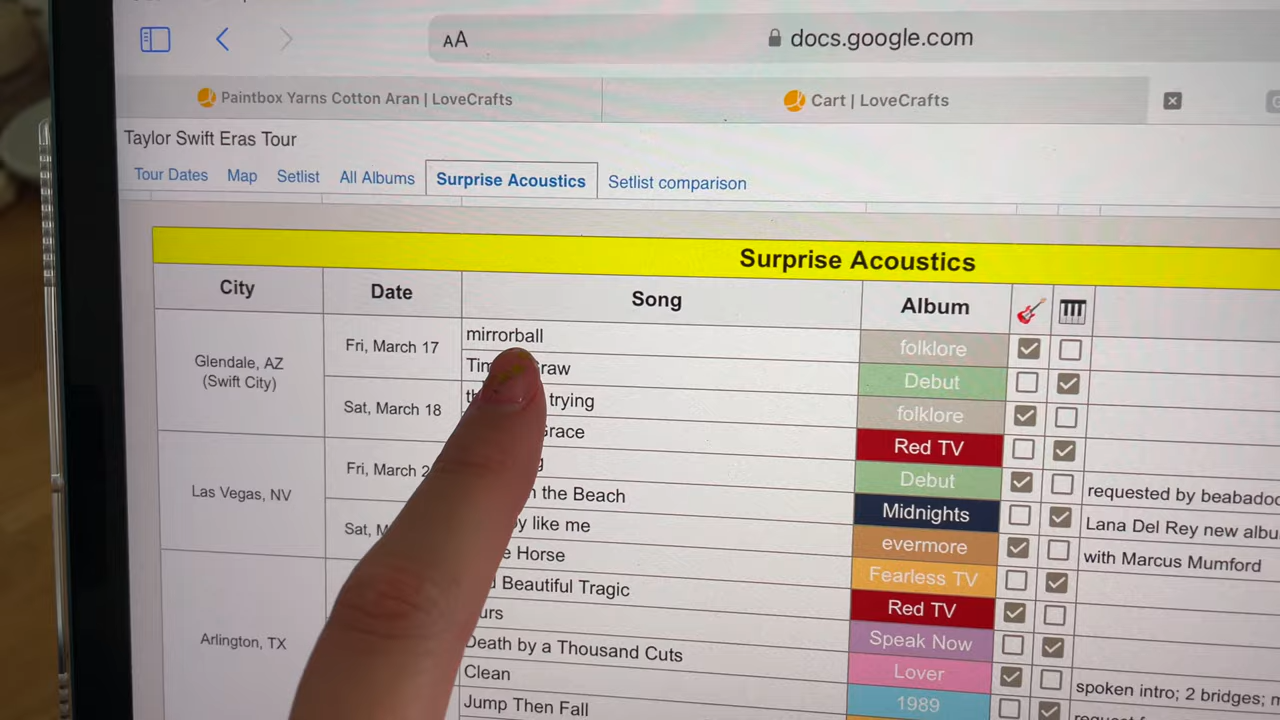 AA
docs.google.com
Paintbox Yarns Cotton Aran | LoveCrafts
Cart | LoveCrafts
Taylor Swift Eras Tour
Tour Dates Map Setlist All Albums Surprise Acoustics Setlist comparison
Surprise Acoustics
City Date Song Album
Glendale, AZ
(Swift City)
Fri, March 17
mirrorball folklore
Debut
Sat, March 18
trying folklore
Red TV
Las Vegas, NV
Fri, March
Debut requested by
the Beach Midnights Lana Del Rey new
like me evermore with Marcus Mumford
Horse Fearless TV
Arlington, TX
Beautiful Tragic Red TV
Speak Now
Death by a Thousand Cuts Lover spoken intro; 2 bridges;
Clean 1989
Jump Then Fall